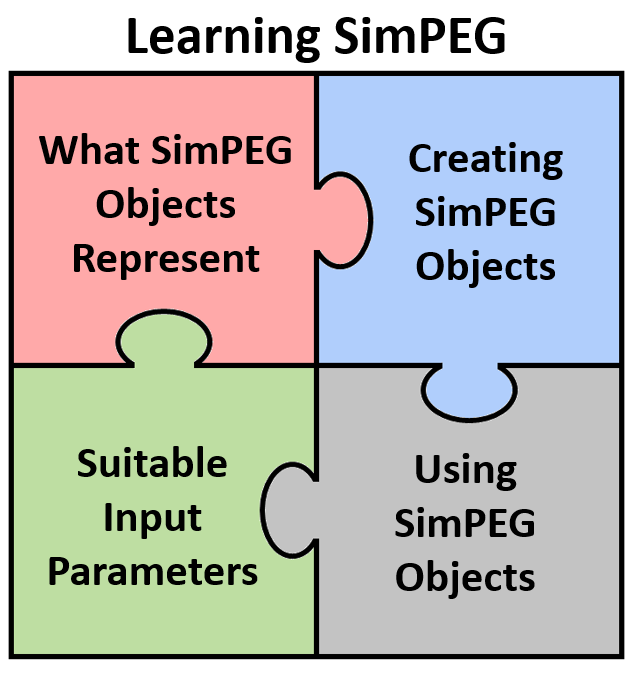 Learning SimPEG
What SimPEG
Objects
Represent
Creating
SimPEG
Objects
Suitable
Input
Parameters
Using
SimPEG
Objects